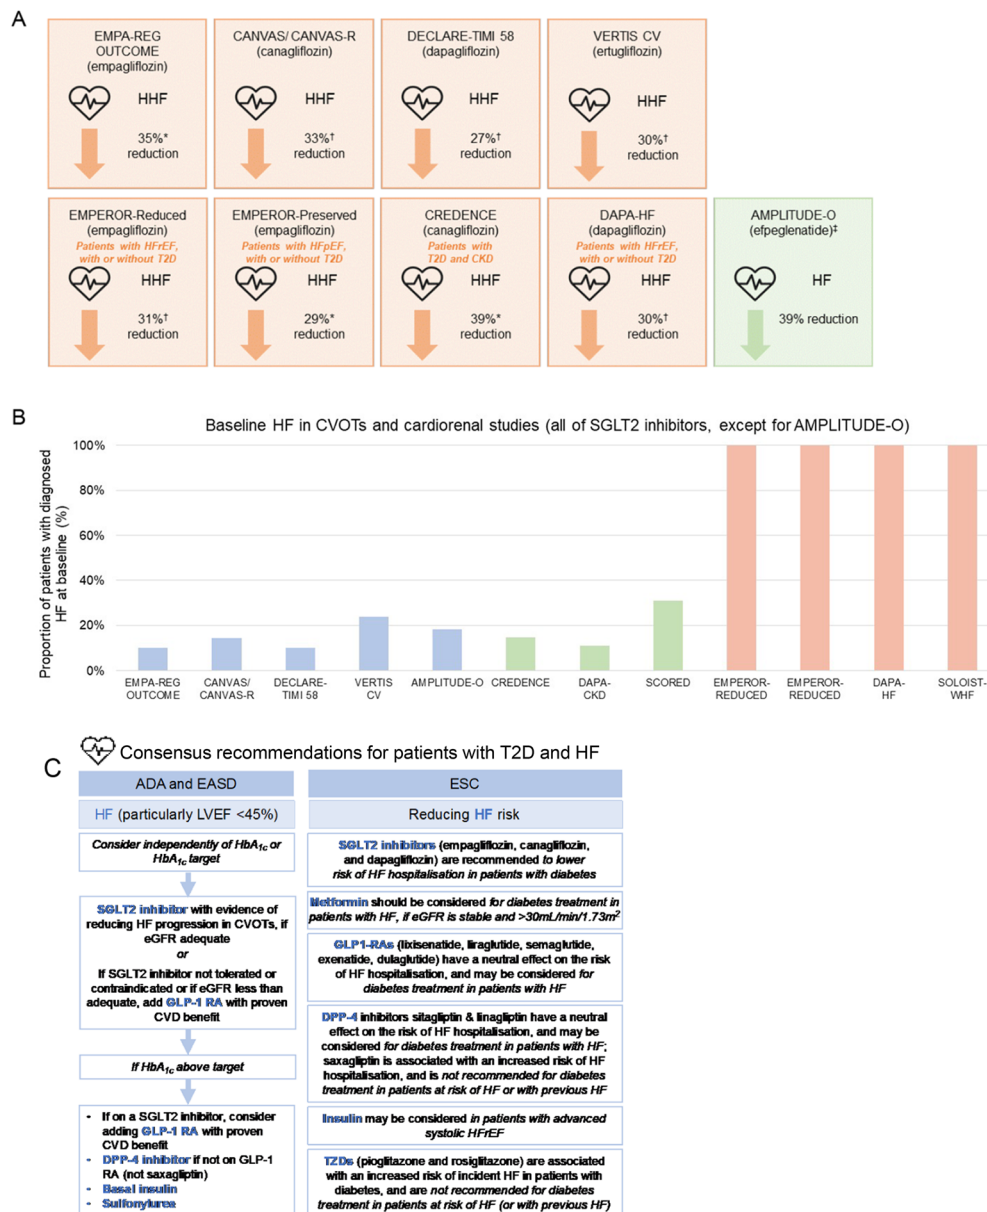 A
EMPA-REG
OUTCOME
(empagliflozin)
HHF
35%*
reduction
CANVAS/ CANVAS-R
(canagliflozin)
HHF
33%†
reduction
DECLARE-TIMI 58
(dapagliflozin)
HHF
27%†
reduction
VERTIS CV
(ertugliflozin)
HHF
30%†
reduction
EMPEROR-Reduced
(empagliflozin)
Patients with HFrEF,
with or without T2D
HHF
31%†
reduction
EMPEROR-Preserved
(empagliflozin)
Patients with HFpEF,
with or without T2D
HHF
29%*
reduction
CREDENCE
(canagliflozin)
Patients with
T2D and CKD
HHF
39%*
reduction
DAPA-HF
(dapagliflozin)
Patients with HFrEF,
with or without T2D
HHF
30%†
reduction
AMPLITUDE-O
(efpeglenatide)‡
HF
39% reduction
B
Baseline HF in CVOTs and cardiorenal studies (all of SGLT2 inhibitors, except for AMPLITUDE-O)
Proportion of patients with diagnosed
HF at baseline (%)
100%
80%
60%
40%
20%
0%
EMPA-REG
OUTCOME
CANVAS/
CANVAS-R
DECLARE-
TIMI 58
VERTIS
CV
AMPLITUDE-O
CREDENCE
DAPA-
CKD
SCORED
EMPEROR-
REDUCED
EMPEROR-
REDUCED
DAPA-
HF
SOLOIST-
WHF
C
Consensus recommendations for patients with T2D and HF
ADA and EASD
HF (particularly LVEF <45%)
Consider independently of HbA1c or
HbA1c target
SGLT2 inhibitor with evidence of
reducing HF progression in CVOTs, if
eGFR adequate
or
If SGLT2 inhibitor not tolerated or
contraindicated or if eGFR less than
adequate, add GLP-1 RA with proven
CVD benefit
If HbA1c above target
- If on a SGLT2 inhibitor, consider
adding GLP-1 RA with proven
CVD benefit
- DPP-4 inhibitor if not on GLP-1
RA (not saxagliptin)
- Basal insulin
- Sulfonylurea
ESC
Reducing HF risk
SGLT2 inhibitors (empagliflozin, canagliflozin,
and dapagliflozin) are recommended to lower
risk of HF hospitalisation in patients with diabetes
Metformin should be considered for diabetes treatment in
patients with HF, if eGFR is stable and >30mL/min/1.73m2
GLP1-RAs (lixisenatide, liraglutide, semaglutide,
exenatide, dulaglutide) have a neutral effect on the risk
of HF hospitalisation, and may be considered for
diabetes treatment in patients with HF
DPP-4 inhibitors sitagliptin & linagliptin have a neutral
effect on the risk of HF hospitalisation, and may be
considered for diabetes treatment in patients with HF;
saxagliptin is associated with an increased risk of HF
hospitalisation, and is not recommended for diabetes
treatment in patients at risk of HF or with previous HF
Insulin may be considered in patients with advanced
systolic HFrEF
TZDs (pioglitazone and rosiglitazone) are associated
with an increased risk of incident HF in patients with
diabetes, and are not recommended for diabetes
treatment in patients at risk of HF (or with previous HF)